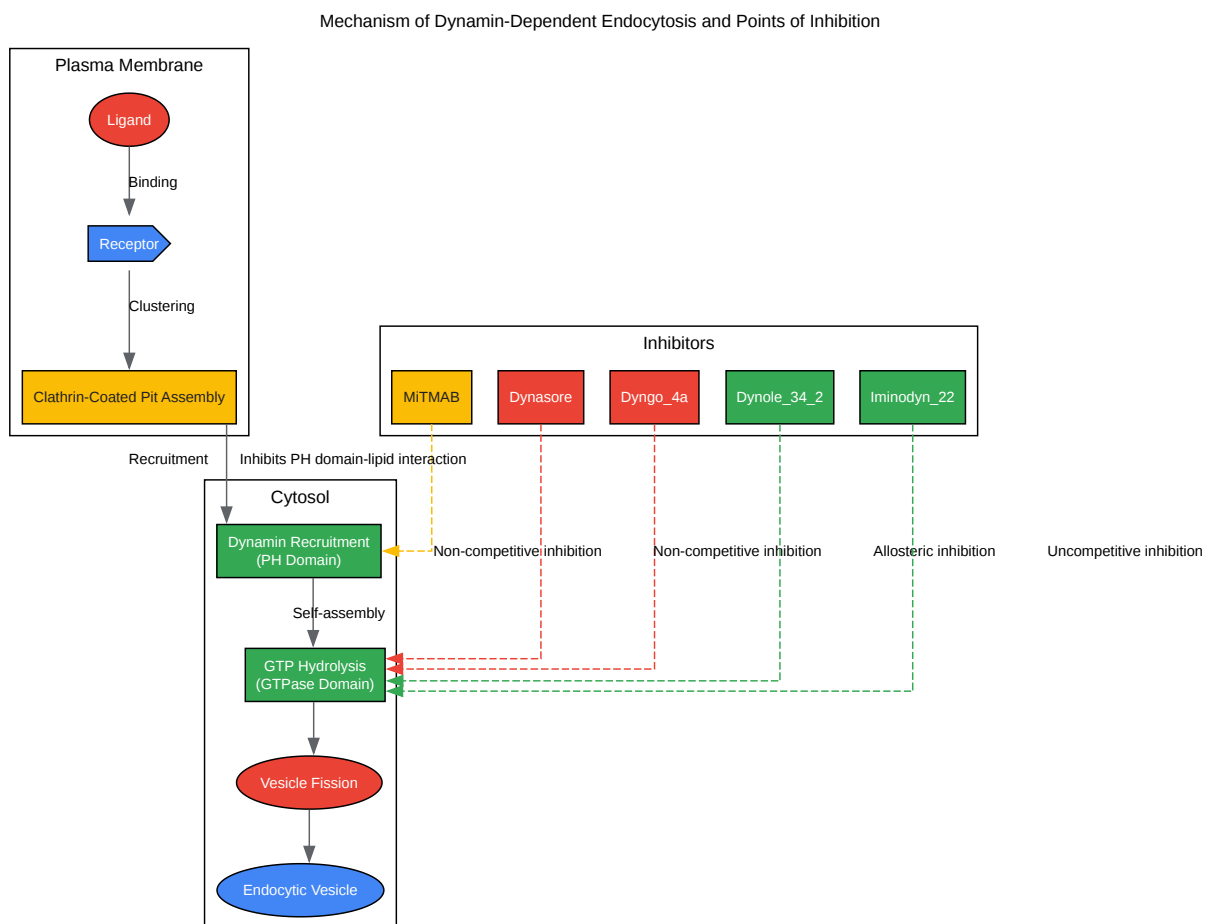 Mechanism of Dynamin-Dependent Endocytosis and Points of Inhibition
Plasma Membrane
Ligand
Binding
Receptor
Clustering
Clathrin-Coated Pit Assembly
Inhibitors
MiTMAB
Dynasore
Dyngo_4a
Dynole_34_2
Iminodyn_22
Recruitment
Inhibits PH domain-lipid interaction
Cytosol
Dynamin Recruitment
(PH Domain)
Non-competitive inhibition
Non-competitive inhibition
Allosteric inhibition
Uncompetitive inhibition
Self-assembly
GTP Hydrolysis
(GTPase Domain)
Vesicle Fission
Endocytic Vesicle